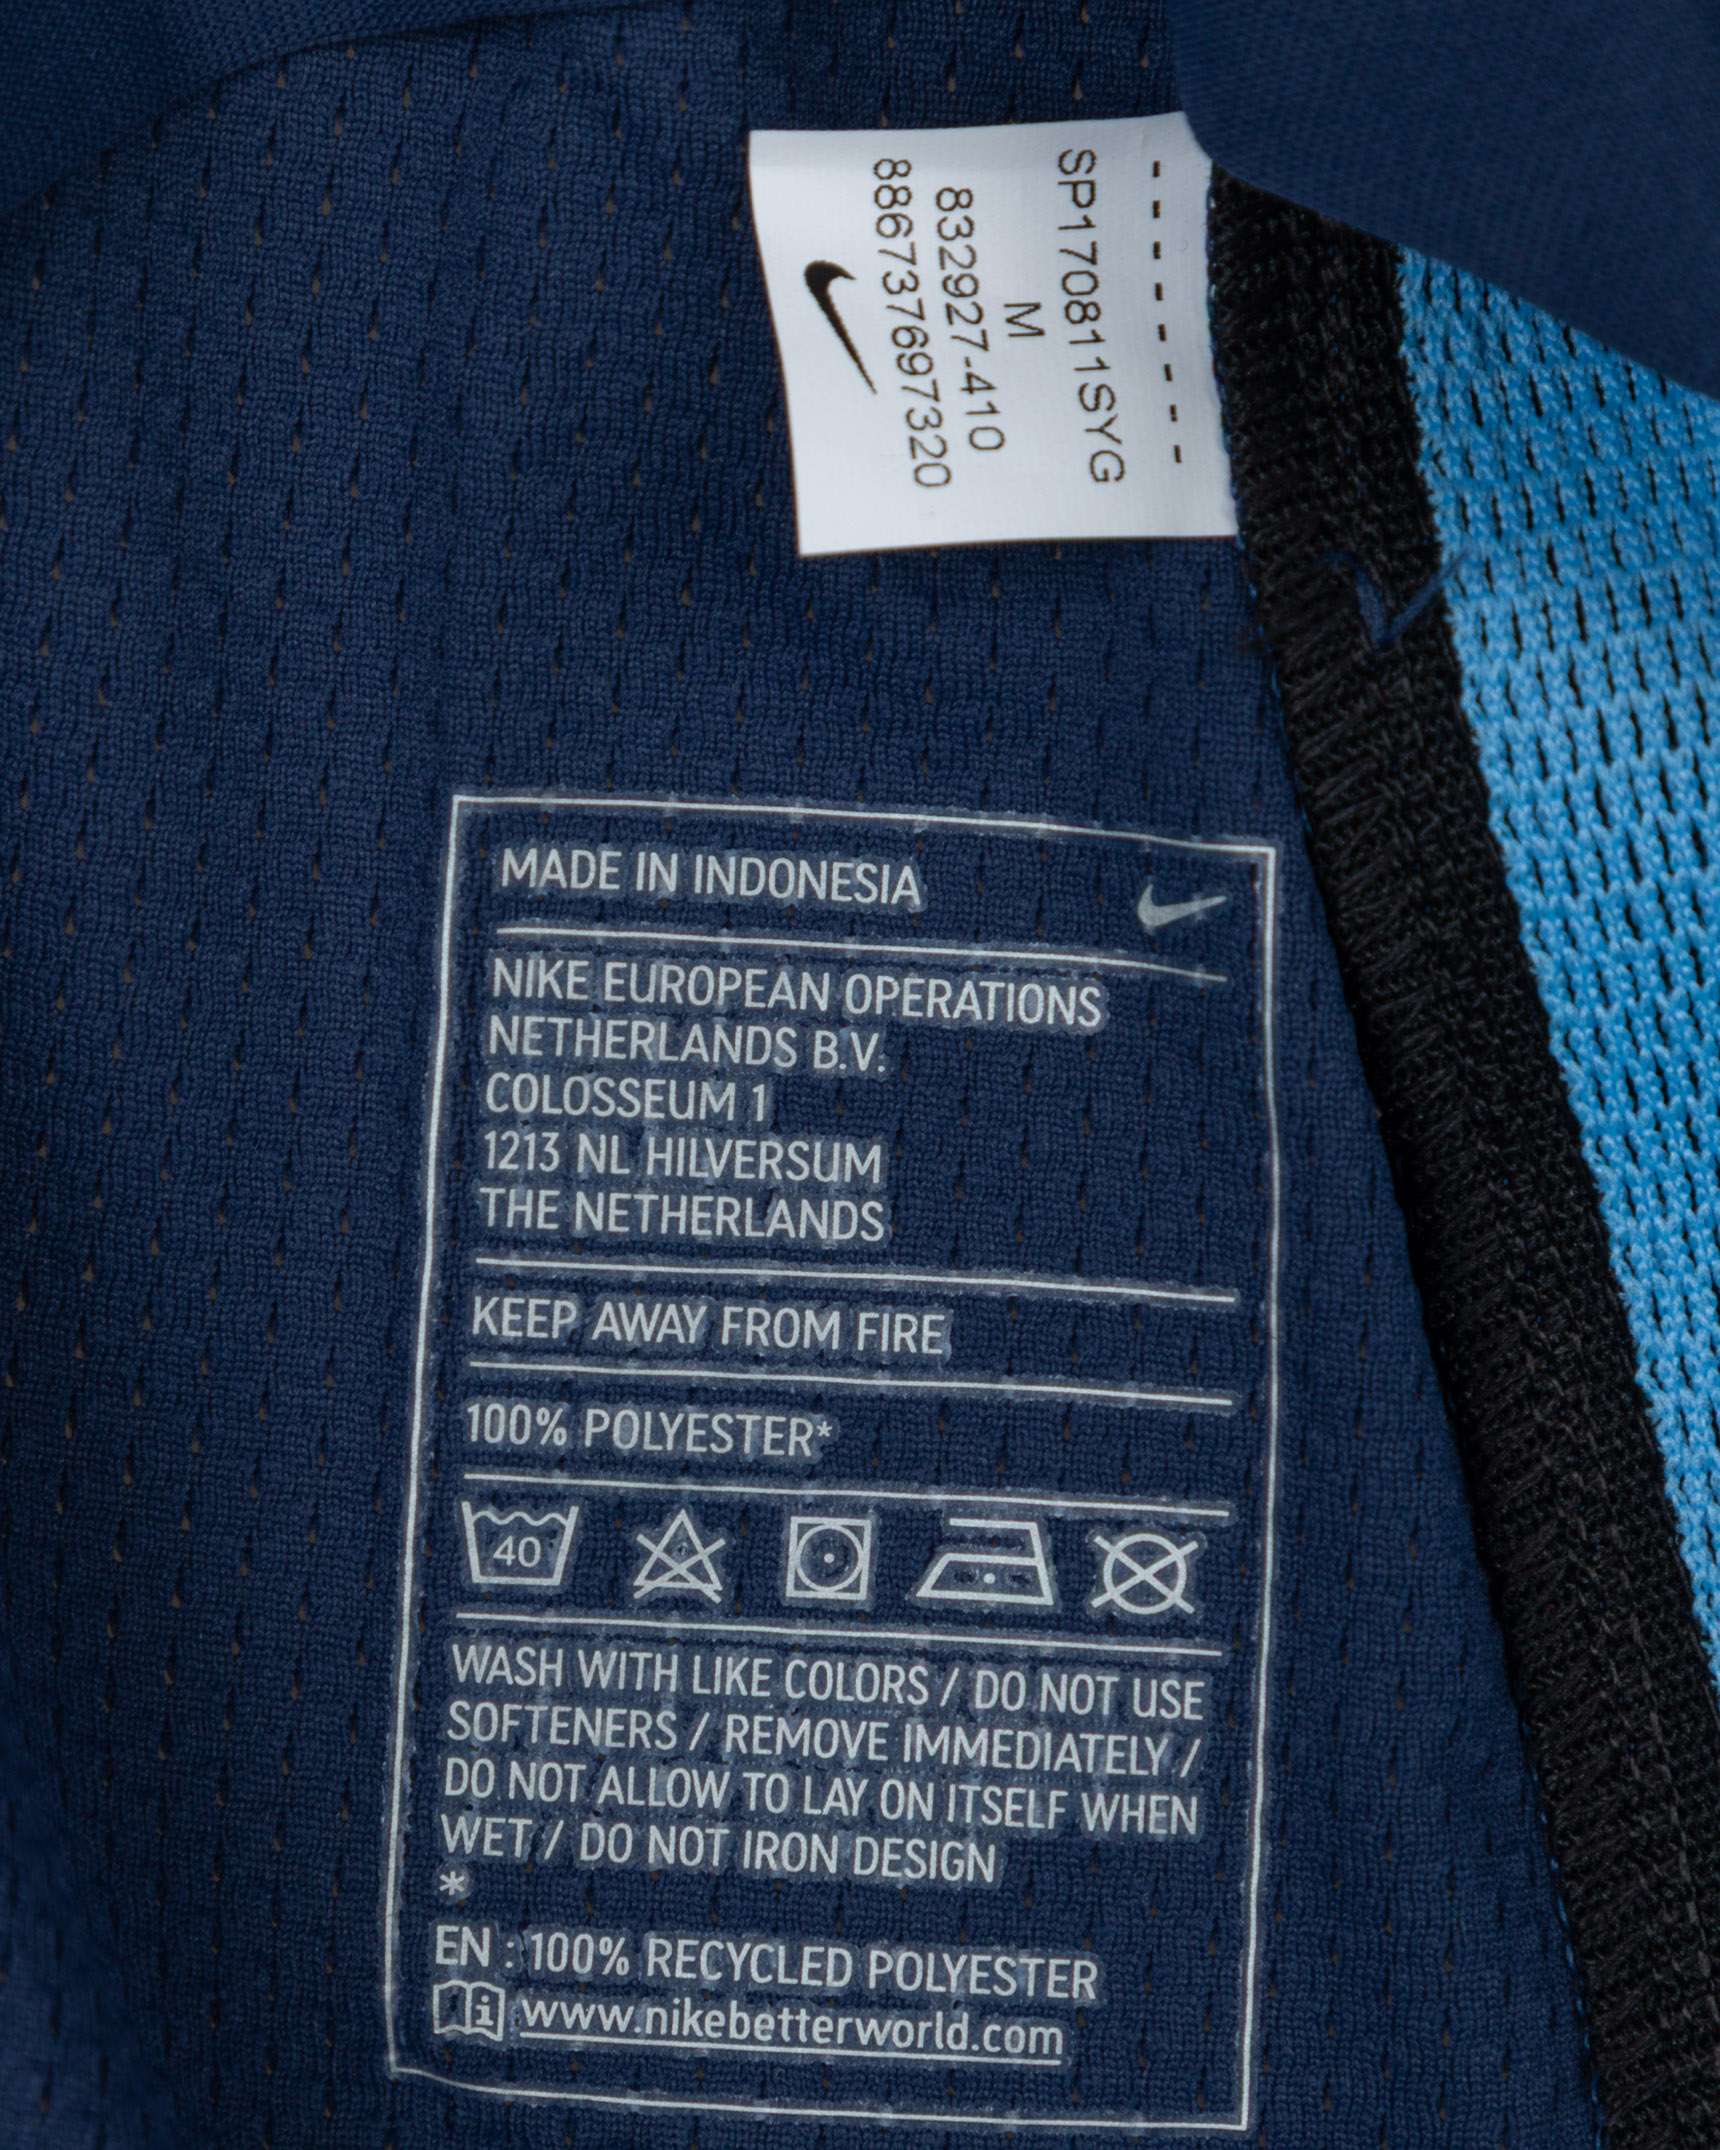 SP170811SYG
M
832927-410
886737697320
MADE IN INDONESIA
NIKE EUROPEAN OPERATIONS
NETHERLANDS B.V.
COLOSSEUM 1
1213 NL HILVERSUM
THE NETHERLANDS
KEEP AWAY FROM FIRE
100% POLYESTER*
40
WASH WITH LIKE COLORS / DO NOT USE
SOFTENERS / REMOVE IMMEDIATELY /
DO NOT ALLOW TO LAY ON ITSELF WHEN
WET / DO NOT IRON DESIGN
*
EN : 100% RECYCLED POLYESTER
www.nikebetterworld.com